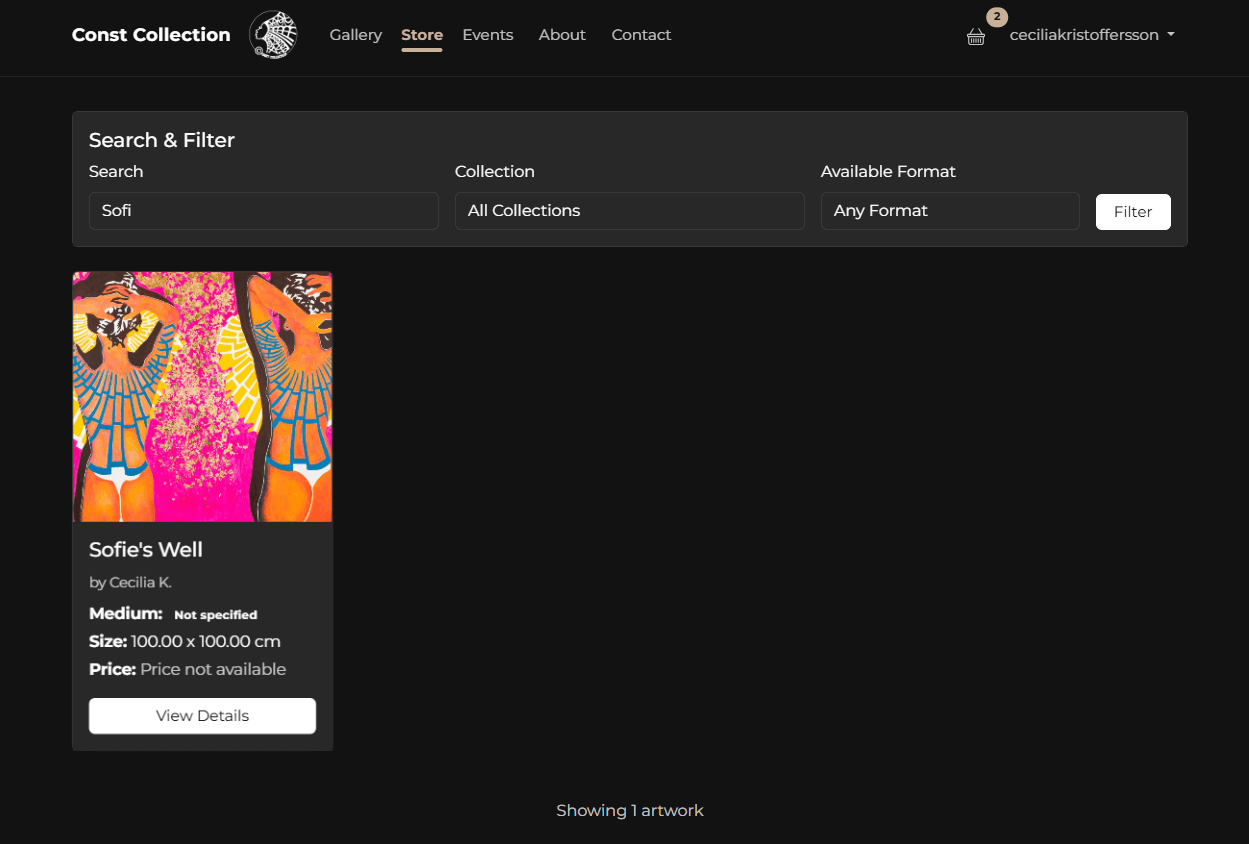 Const Collection Gallery Store Events About Contact 2 ceciliakristoffersson
Search & Filter
Search Collection Available Format
Sofi All Collections Any Format Filter
Sofie's Well
by Cecilia K.
Medium: Not specified
Size: 100.00 x 100.00 cm
Price: Price not available
View Details
Showing 1 artwork